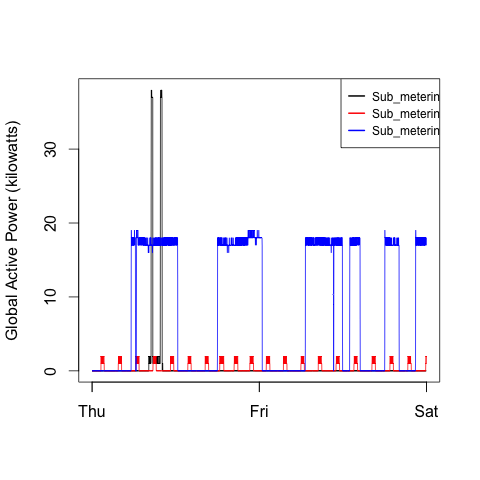 Global Active Power (kilowatts)
30
20
10
0
Thu
Fri
Sat
Sub_meterin
Sub_meterin
Sub_meterin